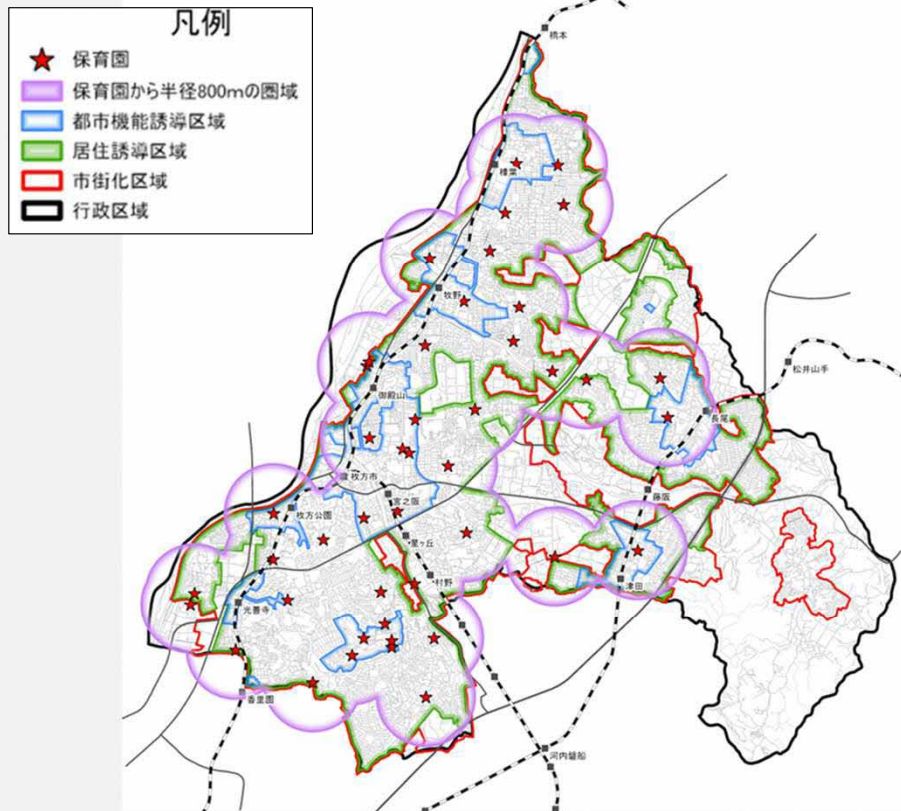 凡例
保育園
保育園から半径800mの圏域
都市機能誘導区域
居住誘導区域
市街化区域
行政区域
橋本
樟葉
牧野
松井山手
御殿山
長尾
枚方市
藤阪
宮之阪
枚方公園
星ヶ丘
村野
津田
光善寺
香里園
河内磐船